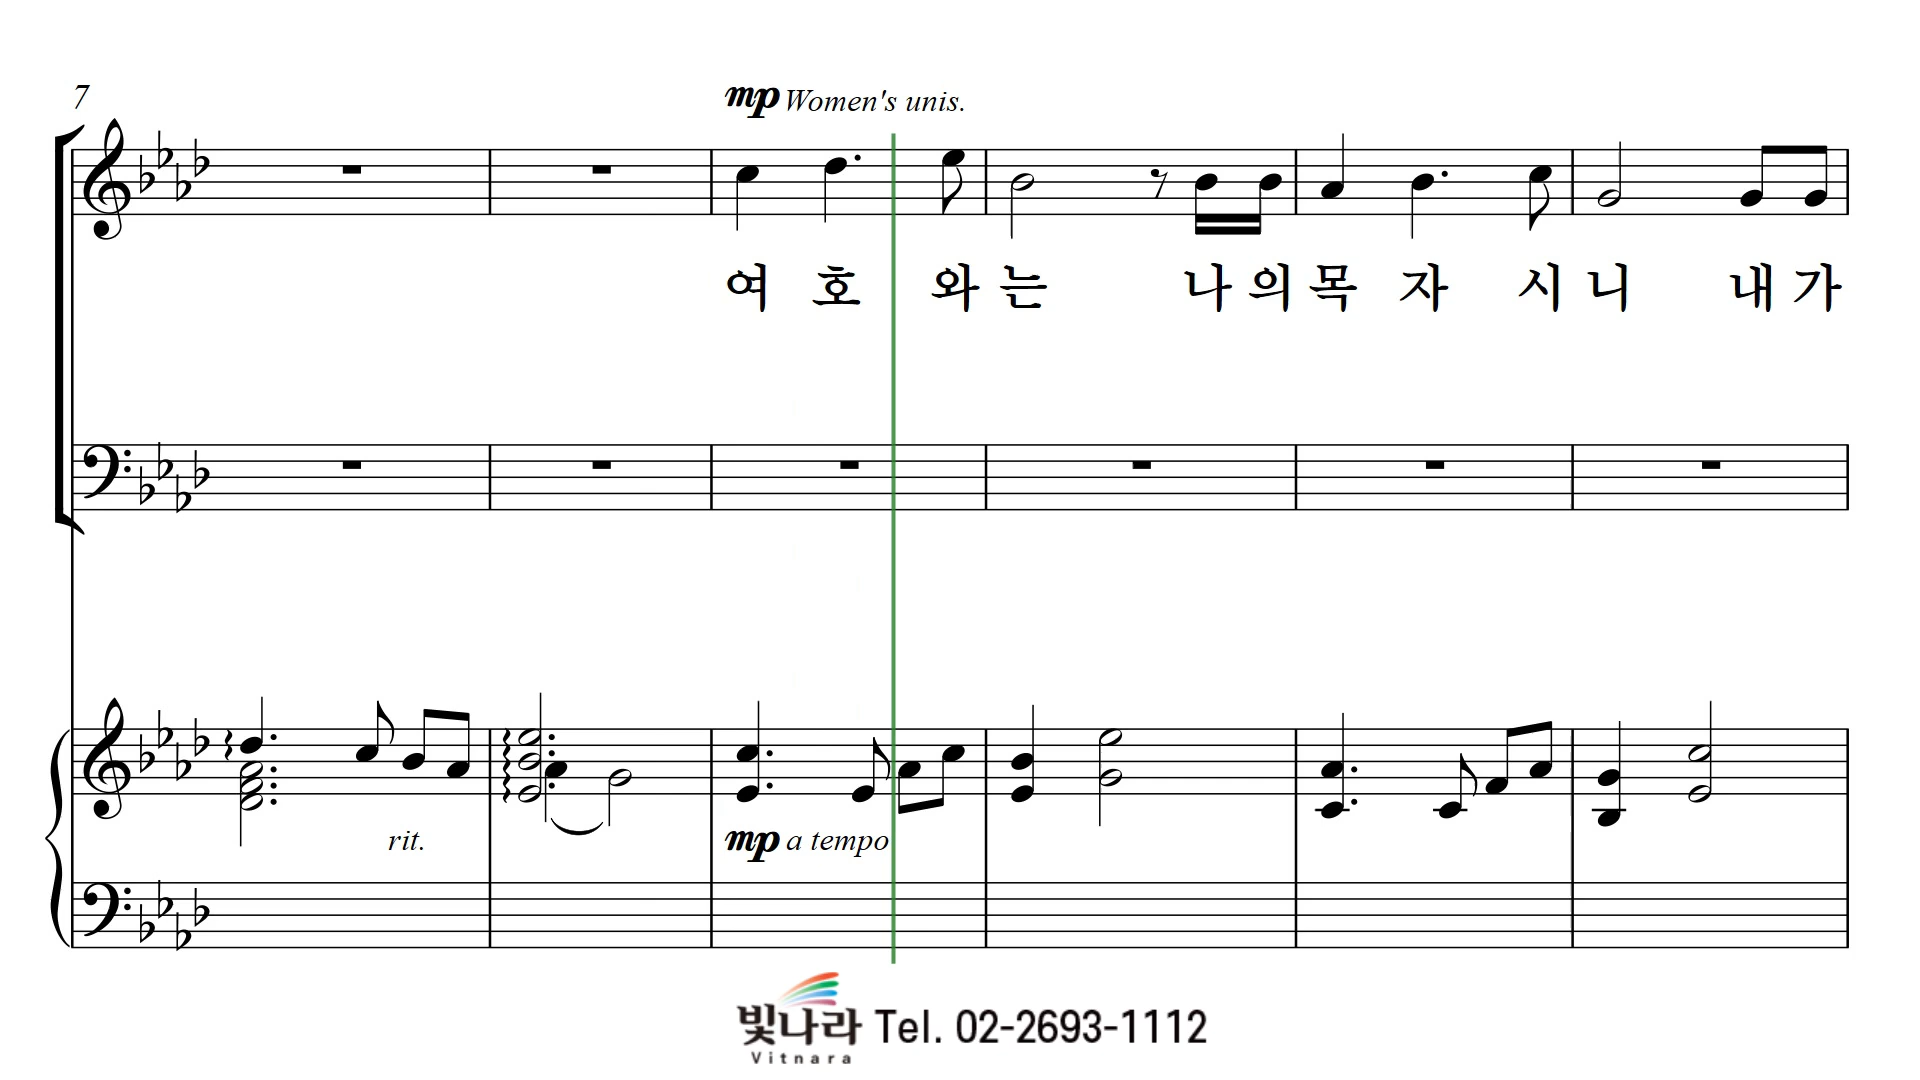 7
mp Women's unis.
여 호 와 는 나 의 목 자 시 니 내 가
rit.
mp a tempo
빛나라 Tel. 02-2693-1112
Vitnara